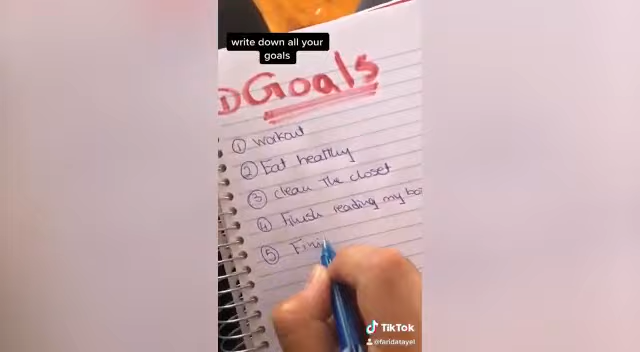 write down all your
goals
① Goals
① workout
② Eat healthy
③ clean the closet
④ Finish reading my
⑤ Fini
TikTok
@faridatayel